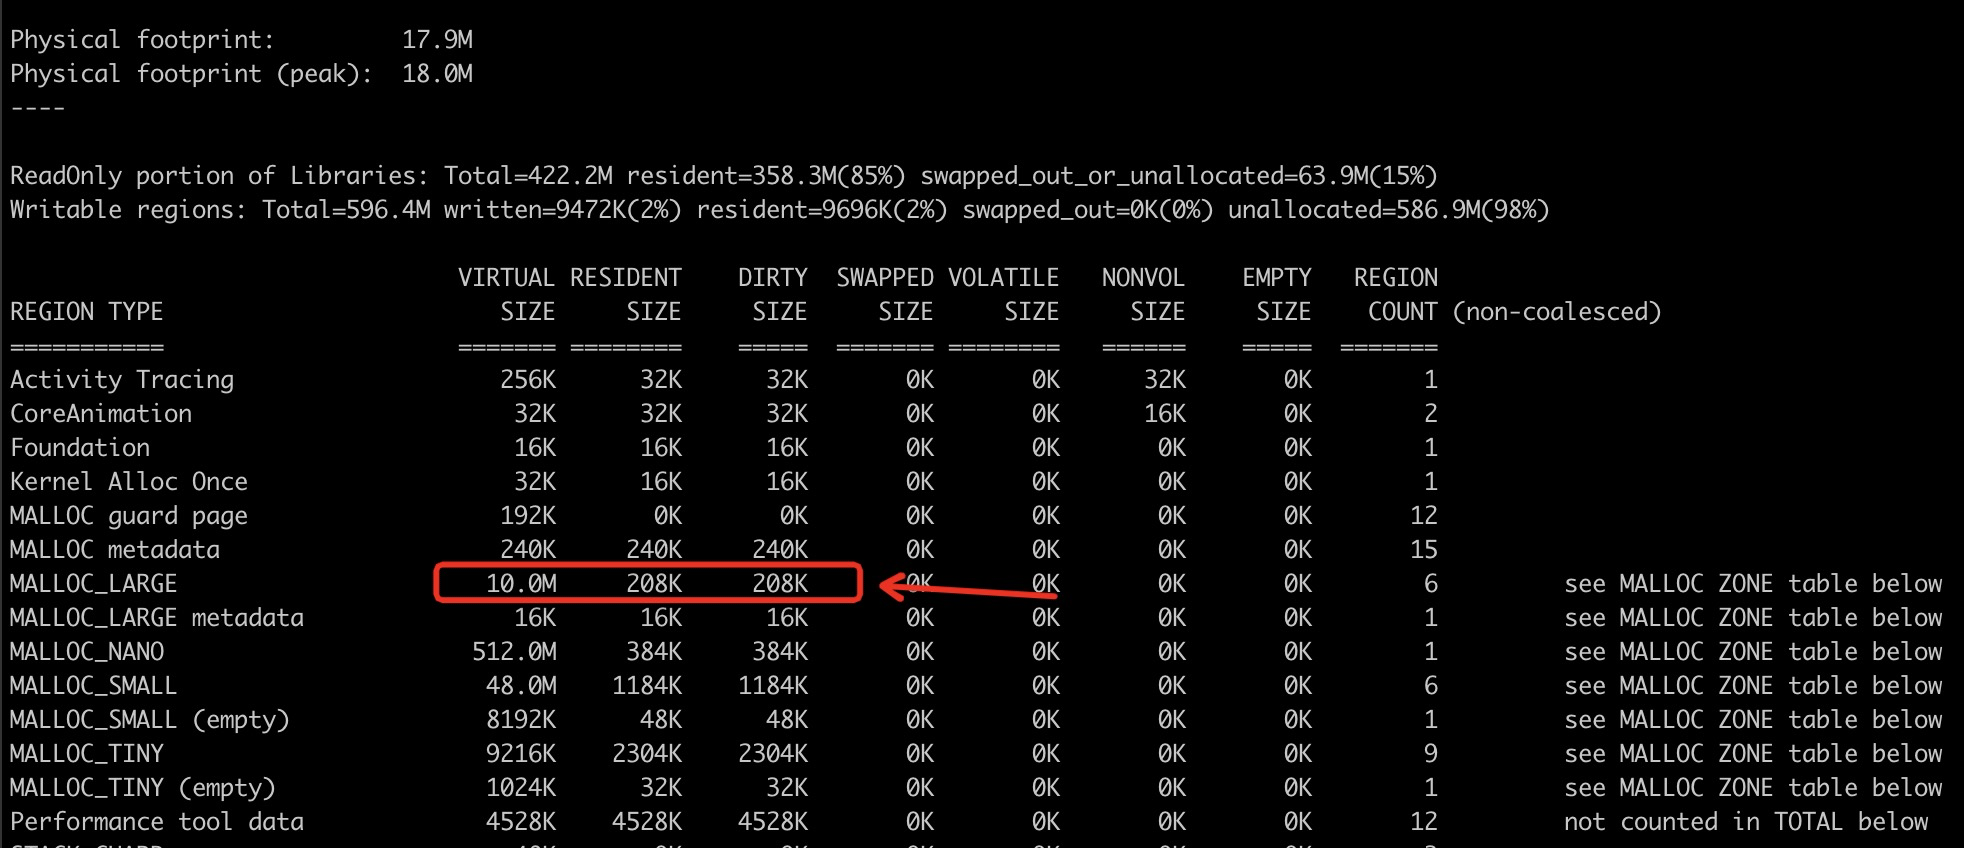 Physical footprint:         17.9M
Physical footprint (peak):  18.0M
----
ReadOnly portion of Libraries: Total=422.2M resident=358.3M(85%) swapped_out_or_unallocated=63.9M(15%)
Writable regions: Total=596.4M written=9472K(2%) resident=9696K(2%) swapped_out=0K(0%) unallocated=586.9M(98%)
VIRTUAL RESIDENT DIRTY SWAPPED VOLATILE NONVOL EMPTY REGION
REGION TYPE SIZE SIZE SIZE SIZE SIZE SIZE SIZE COUNT (non-coalesced)
=========== ======= ======== ===== ======= ======== ====== ===== =======
Activity Tracing 256K 32K 32K 0K 0K 32K 0K 1
CoreAnimation 32K 32K 32K 0K 0K 16K 0K 2
Foundation 16K 16K 16K 0K 0K 0K 0K 1
Kernel Alloc Once 32K 16K 16K 0K 0K 0K 0K 1
MALLOC guard page 192K 0K 0K 0K 0K 0K 0K 12
MALLOC metadata 240K 240K 240K 0K 0K 0K 0K 15
MALLOC_LARGE 10.0M 208K 208K 0K 0K 0K 0K 6 see MALLOC ZONE table below
MALLOC_LARGE metadata 16K 16K 16K 0K 0K 0K 0K 1 see MALLOC ZONE table below
MALLOC_NANO 512.0M 384K 384K 0K 0K 0K 0K 1 see MALLOC ZONE table below
MALLOC_SMALL 48.0M 1184K 1184K 0K 0K 0K 0K 6 see MALLOC ZONE table below
MALLOC_SMALL (empty) 8192K 48K 48K 0K 0K 0K 0K 1 see MALLOC ZONE table below
MALLOC_TINY 9216K 2304K 2304K 0K 0K 0K 0K 9 see MALLOC ZONE table below
MALLOC_TINY (empty) 1024K 32K 32K 0K 0K 0K 0K 1 see MALLOC ZONE table below
Performance tool data 4528K 4528K 4528K 0K 0K 0K 0K 12 not counted in TOTAL below